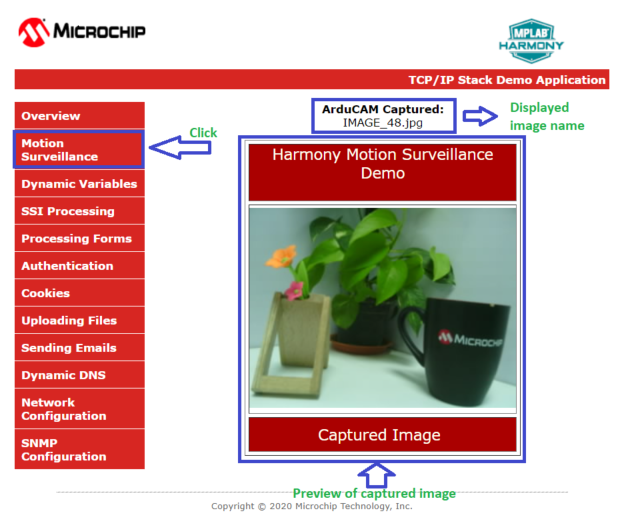 MICROCHIP
MPLAB
HARMONY
TCP/IP Stack Demo Application
Overview
Motion
Surveillance
Dynamic Variables
SSI Processing
Processing Forms
Authentication
Cookies
Uploading Files
Sending Emails
Dynamic DNS
Network
Configuration
SNMP
Configuration
Click
ArduCAM Captured:
IMAGE_48.jpg
Displayed
image name
Harmony Motion Surveillance
Demo
MICROCHIP
Captured Image
Preview of captured image
Copyright © 2020 Microchip Technology, Inc.